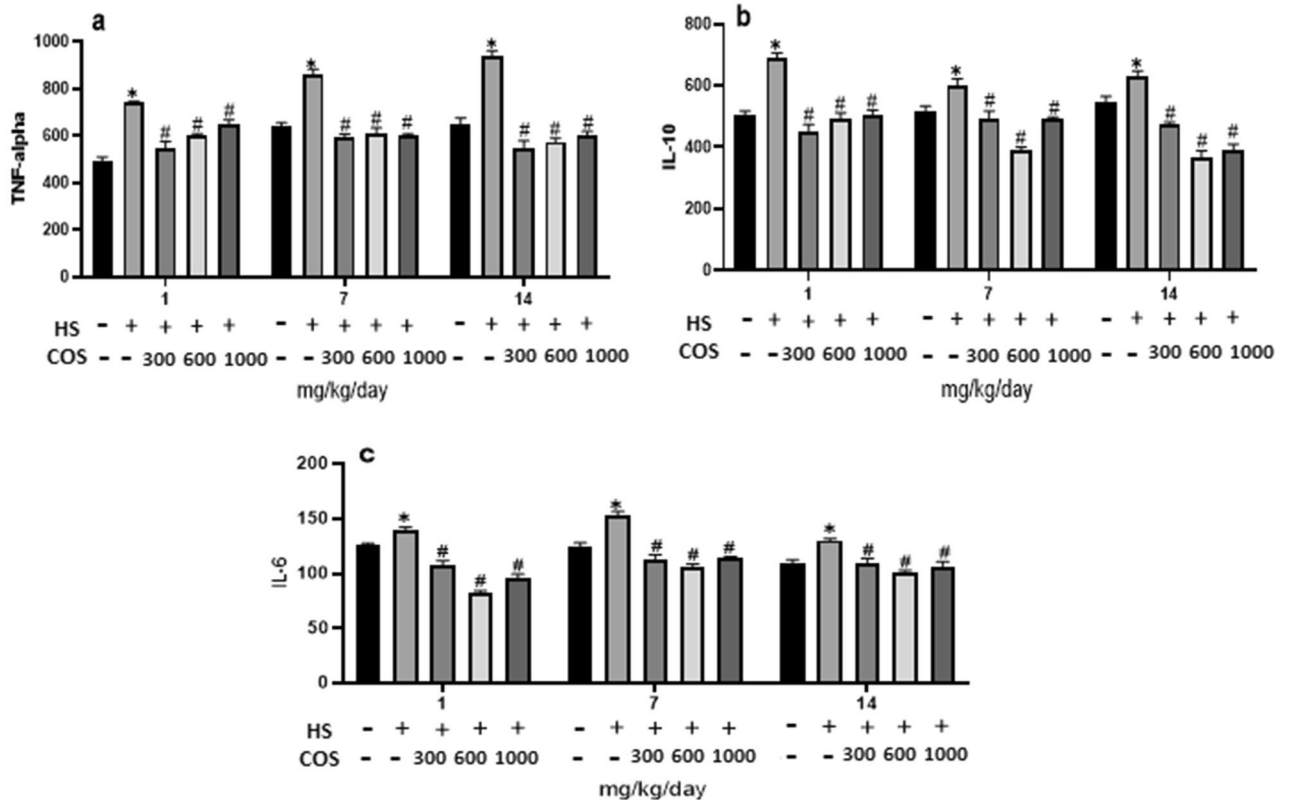 a
TNF-alpha
1000
800
600
400
200
0
* # # # * # # # * # # #
1 7 14
HS - + + + + - + + + + - + + + +
COS - - 300 600 1000 - - 300 600 1000 - - 300 600 1000
mg/kg/day
b
IL-10
800
600
400
200
0
* # # # * # # # * # # #
1 7 14
HS - + + + + - + + + + - + + + +
COS - - 300 600 1000 - - 300 600 1000 - - 300 600 1000
mg/kg/day
c
IL-6
200
150
100
50
0
* # # # * # # # * # # #
1 7 14
HS - + + + + - + + + + - + + + +
COS - - 300 600 1000 - - 300 600 1000 - - 300 600 1000
mg/kg/day